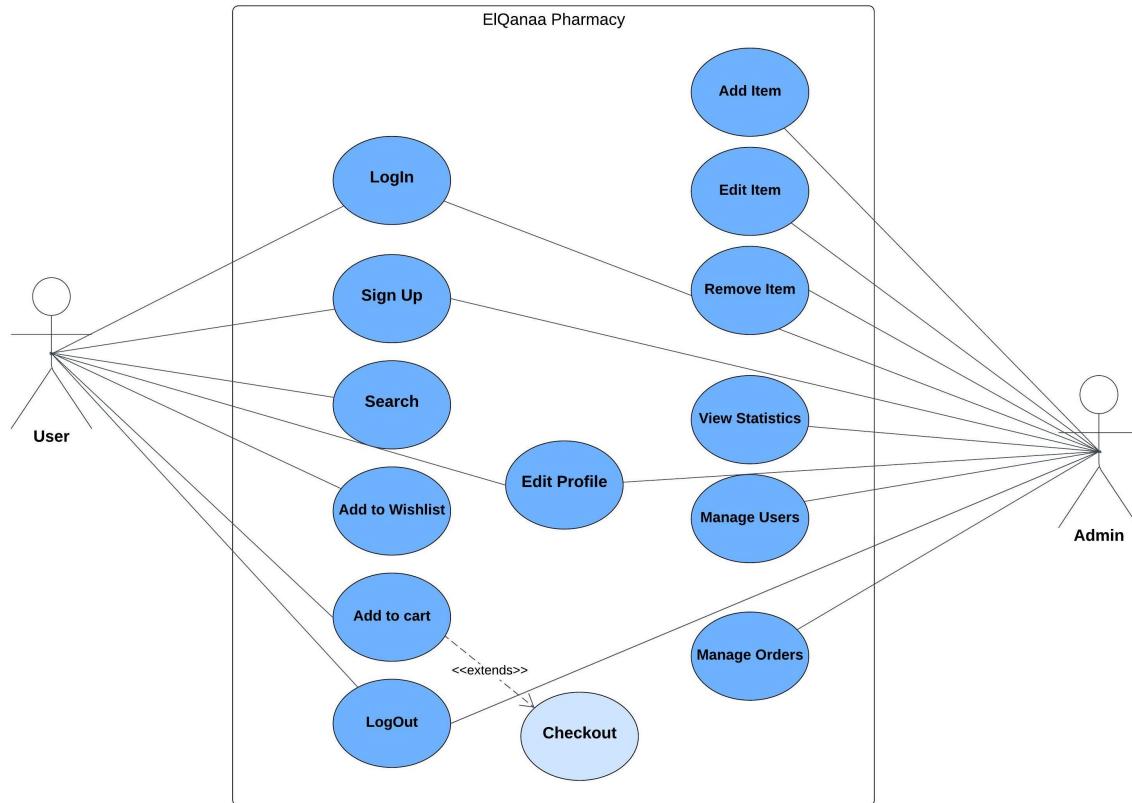 ElQanaa Pharmacy
Add Item
LogIn
Edit Item
Remove Item
Sign Up
Search
View Statistics
User
Edit Profile
Add to Wishlist
Manage Users
Admin
Add to cart
Manage Orders
<<extends>>
LogOut
Checkout